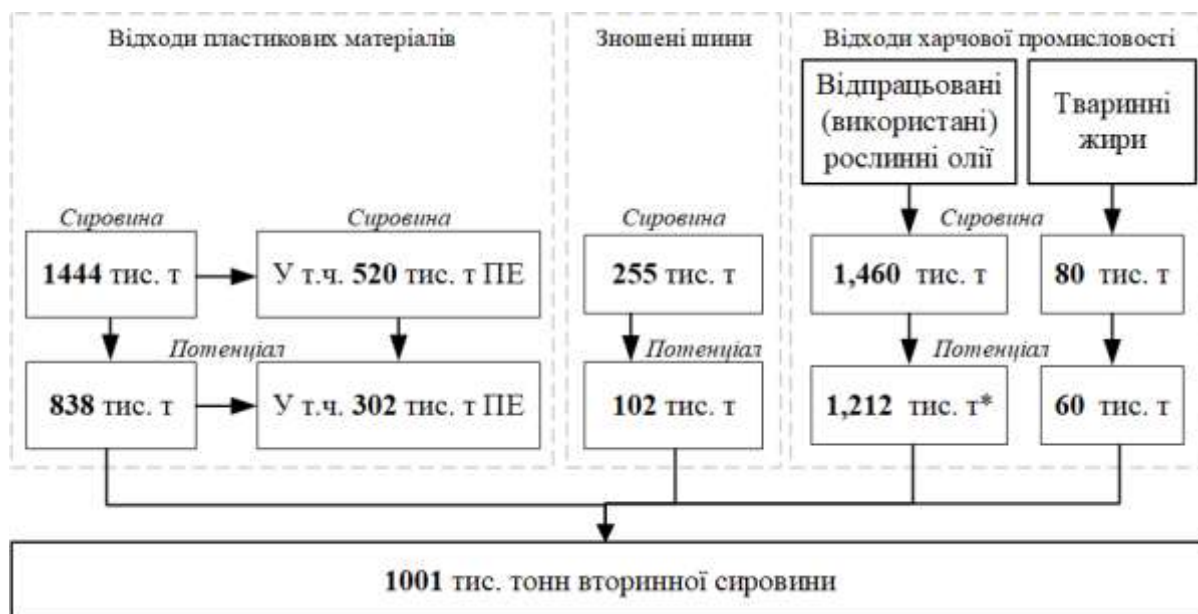 Відходи пластикових матеріалів
Зношені шини
Відходи харчової промисловості
Відпрацьовані
(використані)
рослинні олії
Тваринні
жири
Сировина
Сировина
Сировина
Сировина
1444 тис. т
У т.ч. 520 тис. т ПЕ
255 тис. т
1,460 тис. т
80 тис. т
Потенціал
Потенціал
Потенціал
838 тис. т
У т.ч. 302 тис. т ПЕ
102 тис. т
1,212 тис. т*
60 тис. т
1001 тис. тонн вторинної сировини